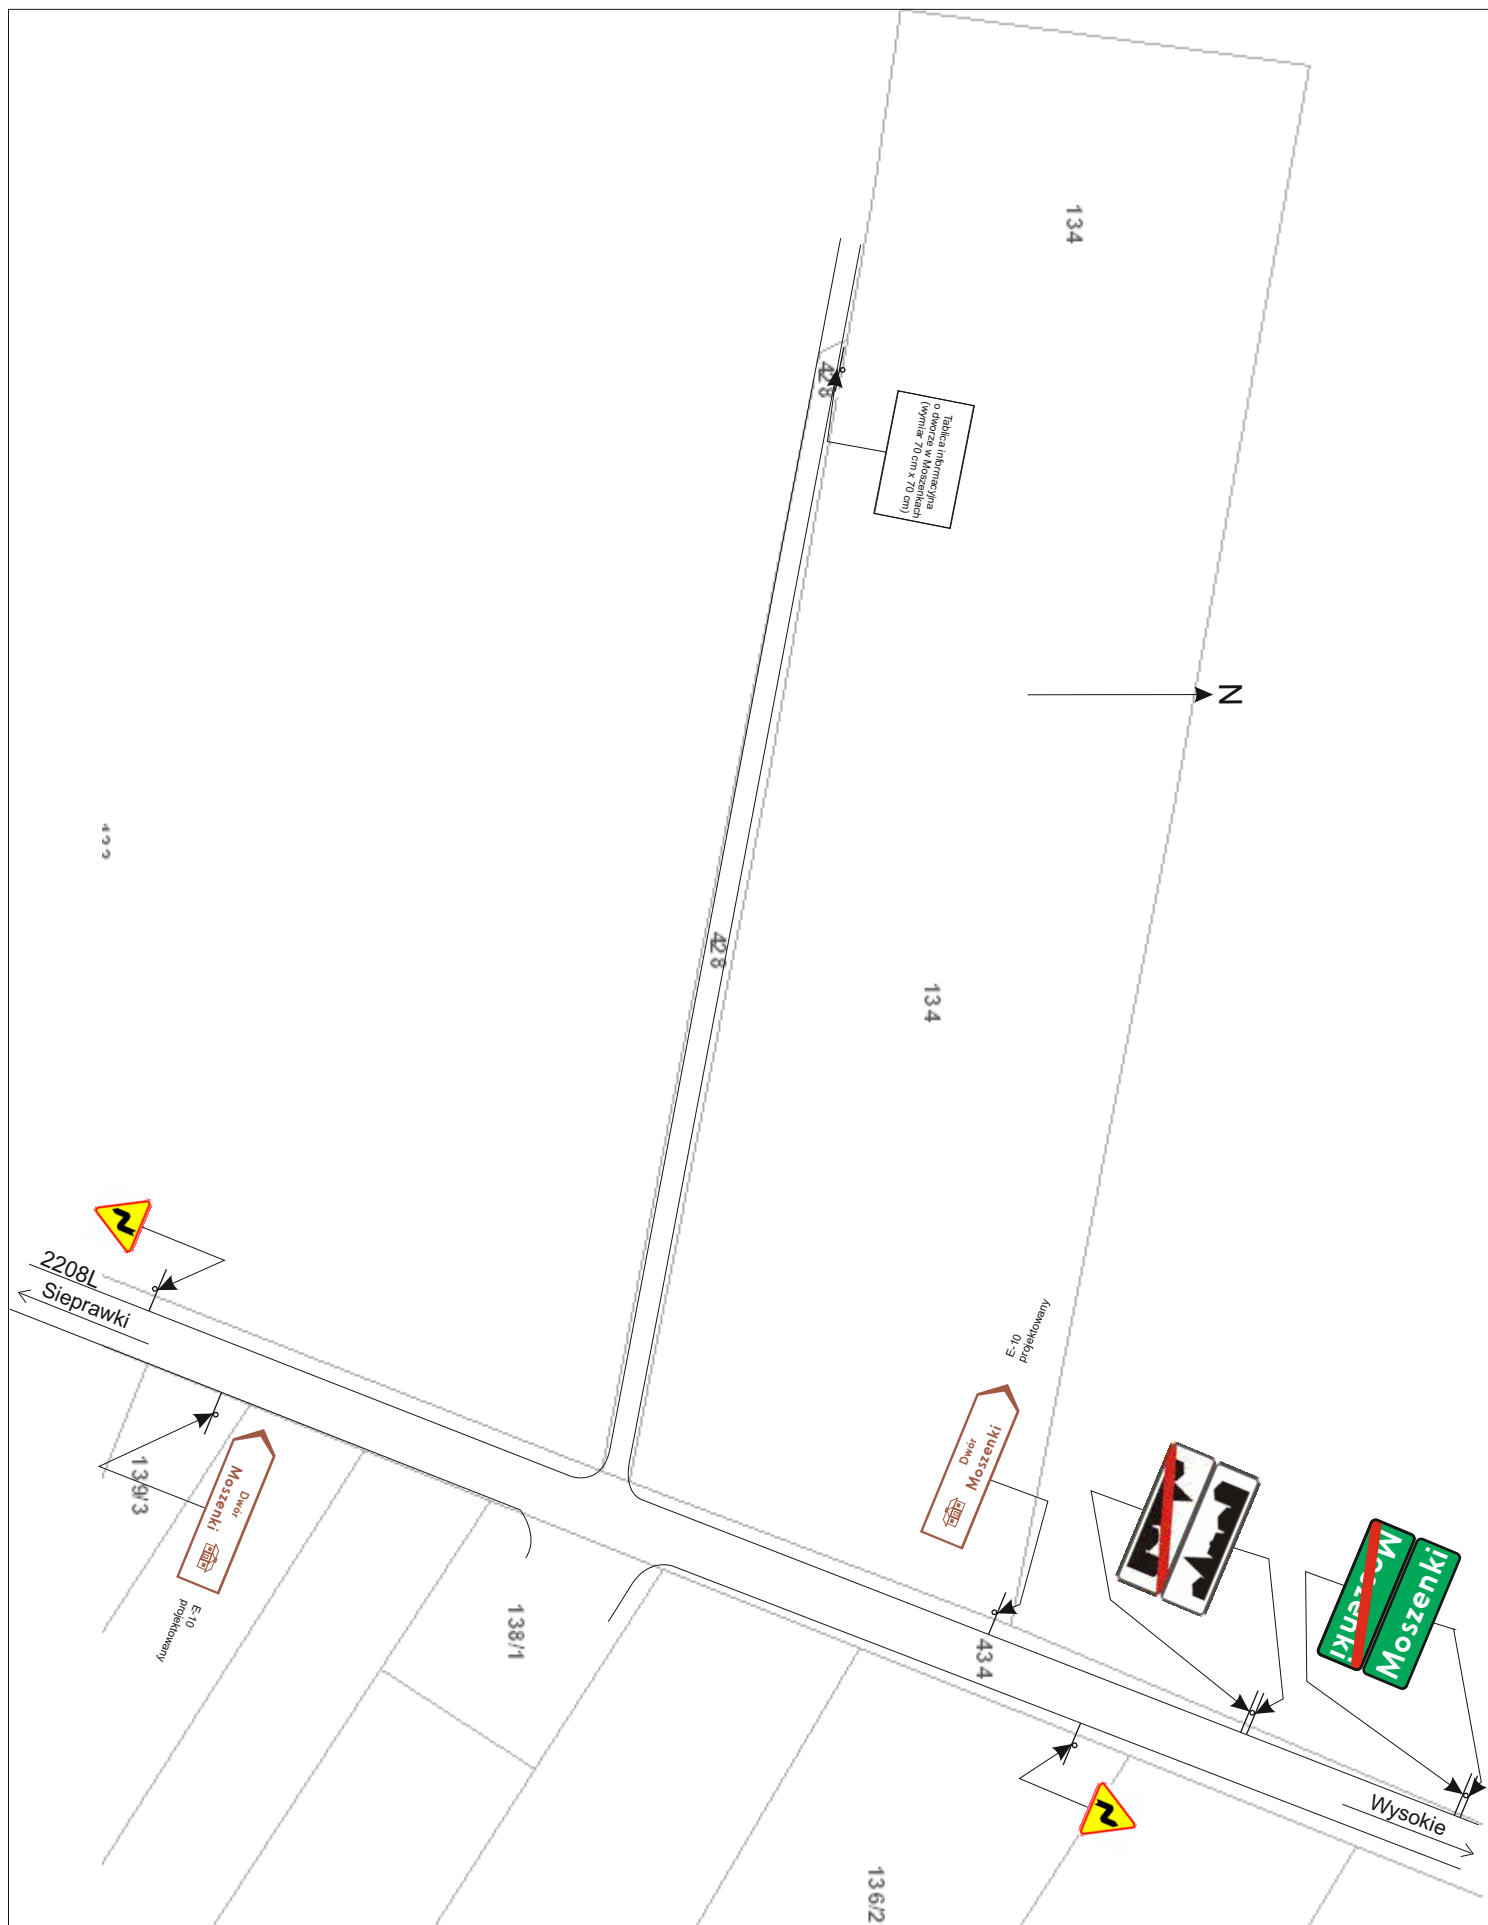 134
428
Tablica informacyjna
o dworze w Moszenkach
(wymiar 70 cm x 70 cm)
N
428
134
2208L
Sieprawki
E-10
projektowany
Dwór
Moszenki
Moszenki
Moszenki
139/3
Dwór
Moszenki
E-10
projektowany
138/1
434
Wysokie
136/2